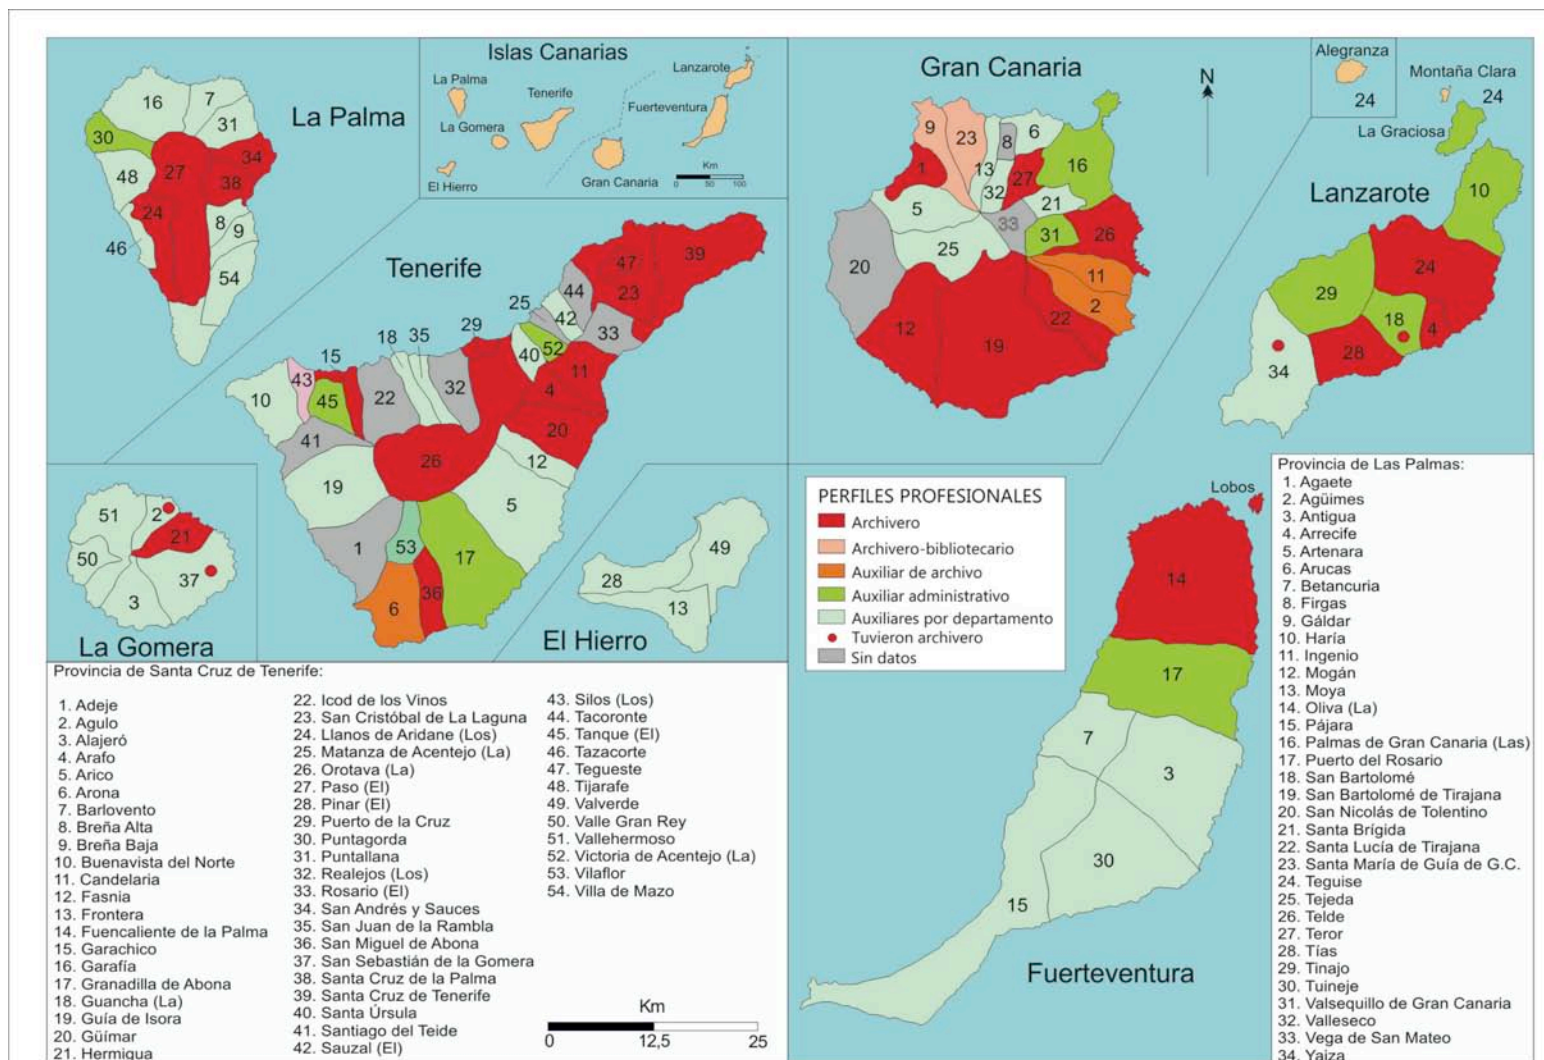 Islas Canarias
La Palma
Tenerife
La Gomera
El Hierro
Gran Canaria
Lanzarote
Fuerteventura
Km
0 50 100
La Palma
16
7
31
30
34
27
48
38
24
8
9
46
54
Tenerife
47
39
23
44
25
42
33
18
35
29
40
52
15
11
43
22
32
4
10
45
20
41
26
12
19
5
1
53
17
6
36
La Gomera
51
2
21
50
37
3
El Hierro
49
28
13
Gran Canaria
N
9
23
8
6
16
1
13
27
32
5
21
33
31
26
25
20
11
2
22
12
19
Alegranza
24
Montaña Clara
24
La Graciosa
Lanzarote
10
24
29
18
4
28
34
Lobos
14
17
7
3
30
15
Fuerteventura
PERFILES PROFESIONALES
Archivero
Archivero-bibliotecario
Auxiliar de archivo
Auxiliar administrativo
Auxiliares por departamento
Tuvieron archivero
Sin datos
Provincia de Santa Cruz de Tenerife:
1. Adeje
2. Agulo
3. Alajeró
4. Arafo
5. Arico
6. Arona
7. Barlovento
8. Breña Alta
9. Breña Baja
10. Buenavista del Norte
11. Candelaria
12. Fasnia
13. Frontera
14. Fuencaliente de la Palma
15. Garachico
16. Garafía
17. Granadilla de Abona
18. Guancha (La)
19. Guía de Isora
20. Güímar
21. Hermigua
22. Icod de los Vinos
23. San Cristóbal de La Laguna
24. Llanos de Aridane (Los)
25. Matanza de Acentejo (La)
26. Orotava (La)
27. Paso (El)
28. Pinar (El)
29. Puerto de la Cruz
30. Puntagorda
31. Puntallana
32. Realejos (Los)
33. Rosario (El)
34. San Andrés y Sauces
35. San Juan de la Rambla
36. San Miguel de Abona
37. San Sebastián de la Gomera
38. Santa Cruz de la Palma
39. Santa Cruz de Tenerife
40. Santa Úrsula
41. Santiago del Teide
42. Sauzal (El)
43. Silos (Los)
44. Tacoronte
45. Tanque (El)
46. Tazacorte
47. Tegueste
48. Tijarafe
49. Valverde
50. Valle Gran Rey
51. Vallehermoso
52. Victoria de Acentejo (La)
53. Vilaflor
54. Villa de Mazo
Km
0 12,5 25
Provincia de Las Palmas:
1. Agaete
2. Agüimes
3. Antigua
4. Arrecife
5. Artenara
6. Arucas
7. Betancuria
8. Firgas
9. Gáldar
10. Haría
11. Ingenio
12. Mogán
13. Moya
14. Oliva (La)
15. Pájara
16. Palmas de Gran Canaria (Las)
17. Puerto del Rosario
18. San Bartolomé
19. San Bartolomé de Tirajana
20. San Nicolás de Tolentino
21. Santa Brígida
22. Santa Lucía de Tirajana
23. Santa María de Guía de G.C.
24. Teguise
25. Tejeda
26. Telde
27. Teror
28. Tías
29. Tinajo
30. Tuineje
31. Valsequillo de Gran Canaria
32. Valleseco
33. Vega de San Mateo
34. Yaiza